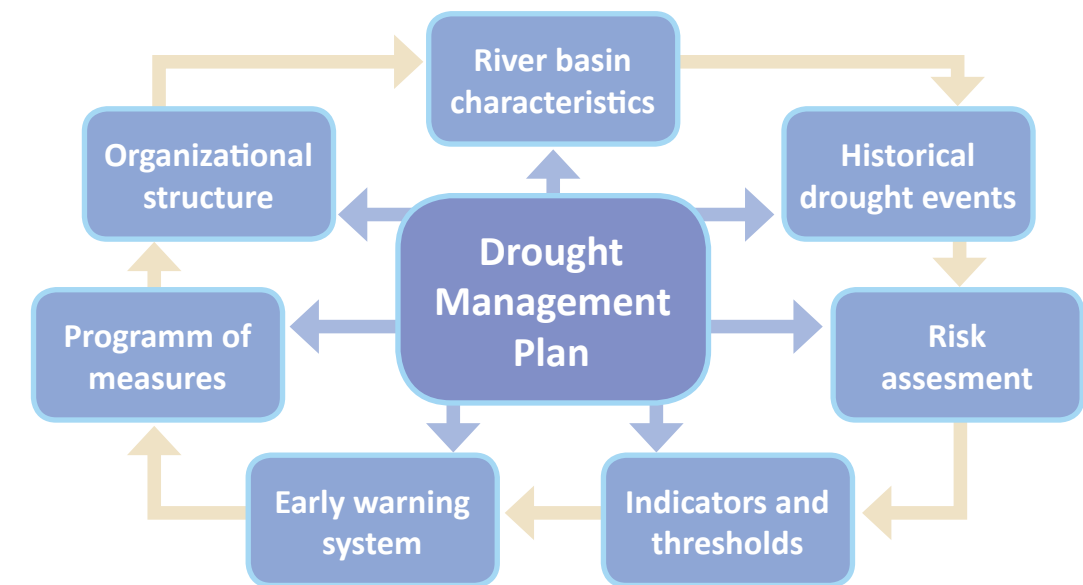 River basin
characteristics
Organizational
structure
Historical
drought events
Drought
Management
Plan
Programm of
measures
Risk
assesment
Early warning
system
Indicators and
thresholds